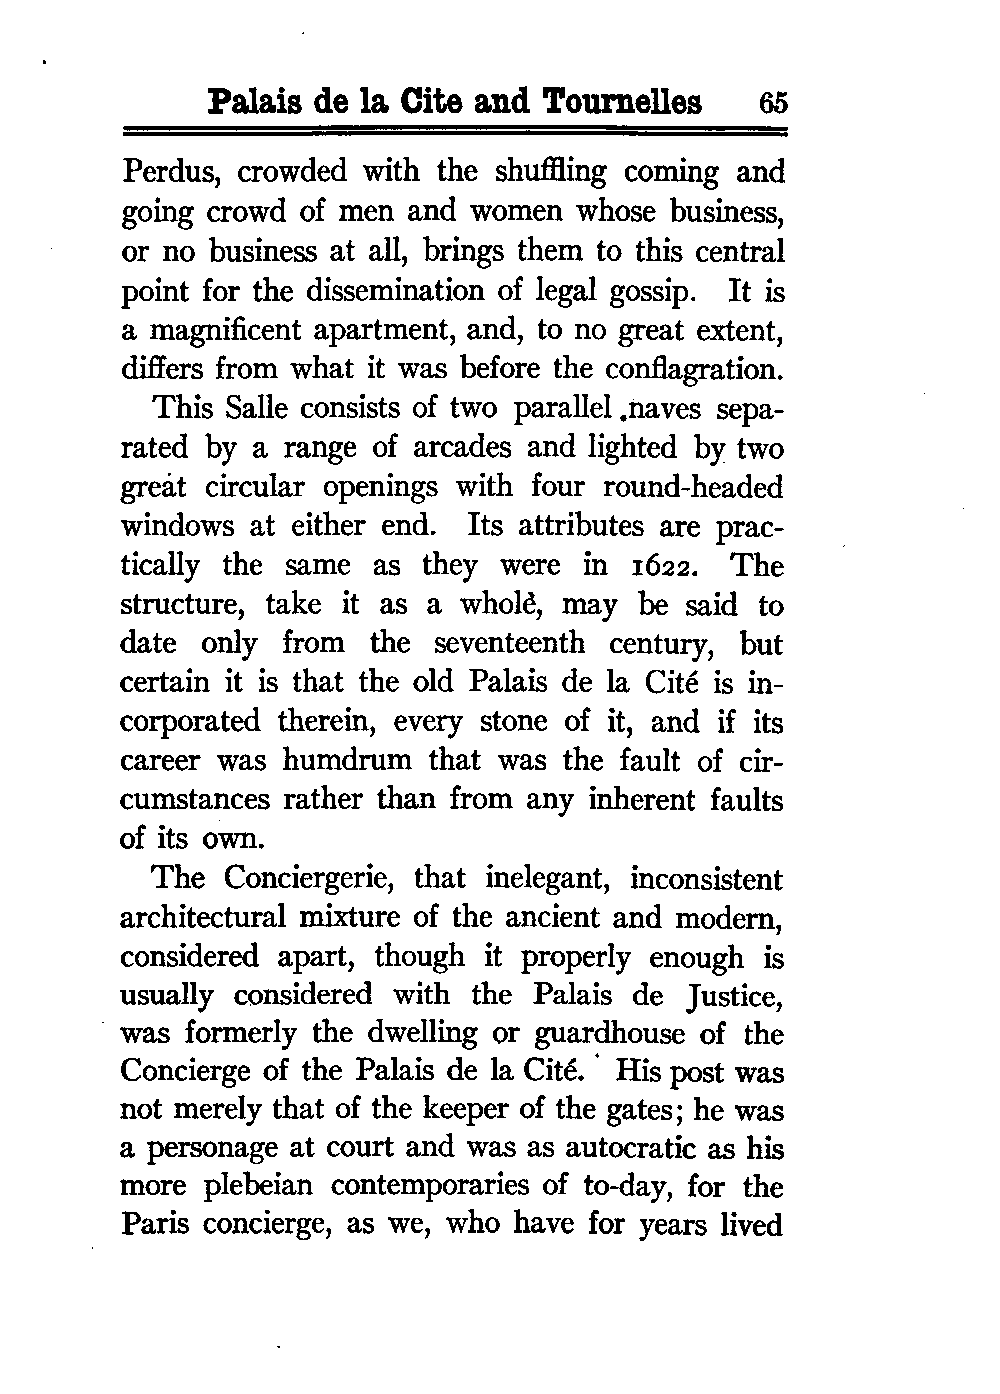 Palais de la Cite and Tournelles 65
Perdus, crowded with the shuffling coming and
going crowd of men and women whose business,
or no business at all, brings them to this central
point for the dissemination of legal gossip. It is
a magnificent apartment, and, to no great extent,
differs from what it was before the conflagration.
This Salle consists of two parallel naves sepa-
rated by a range of arcades and lighted by two
great circular openings with four round-headed
windows at either end. Its attributes are prac-
tically the same as they were in 1622. The
structure, take it as a whole, may be said to
date only from the seventeenth century, but
certain it is that the old Palais de la Cité is in-
corporated therein, every stone of it, and if its
career was humdrum that was the fault of cir-
cumstances rather than from any inherent faults
of its own.
The Conciergerie, that inelegant, inconsistent
architectural mixture of the ancient and modern,
considered apart, though it properly enough is
usually considered with the Palais de Justice,
was formerly the dwelling or guardhouse of the
Concierge of the Palais de la Cité. His post was
not merely that of the keeper of the gates; he was
a personage at court and was as autocratic as his
more plebeian contemporaries of to-day, for the
Paris concierge, as we, who have for years lived